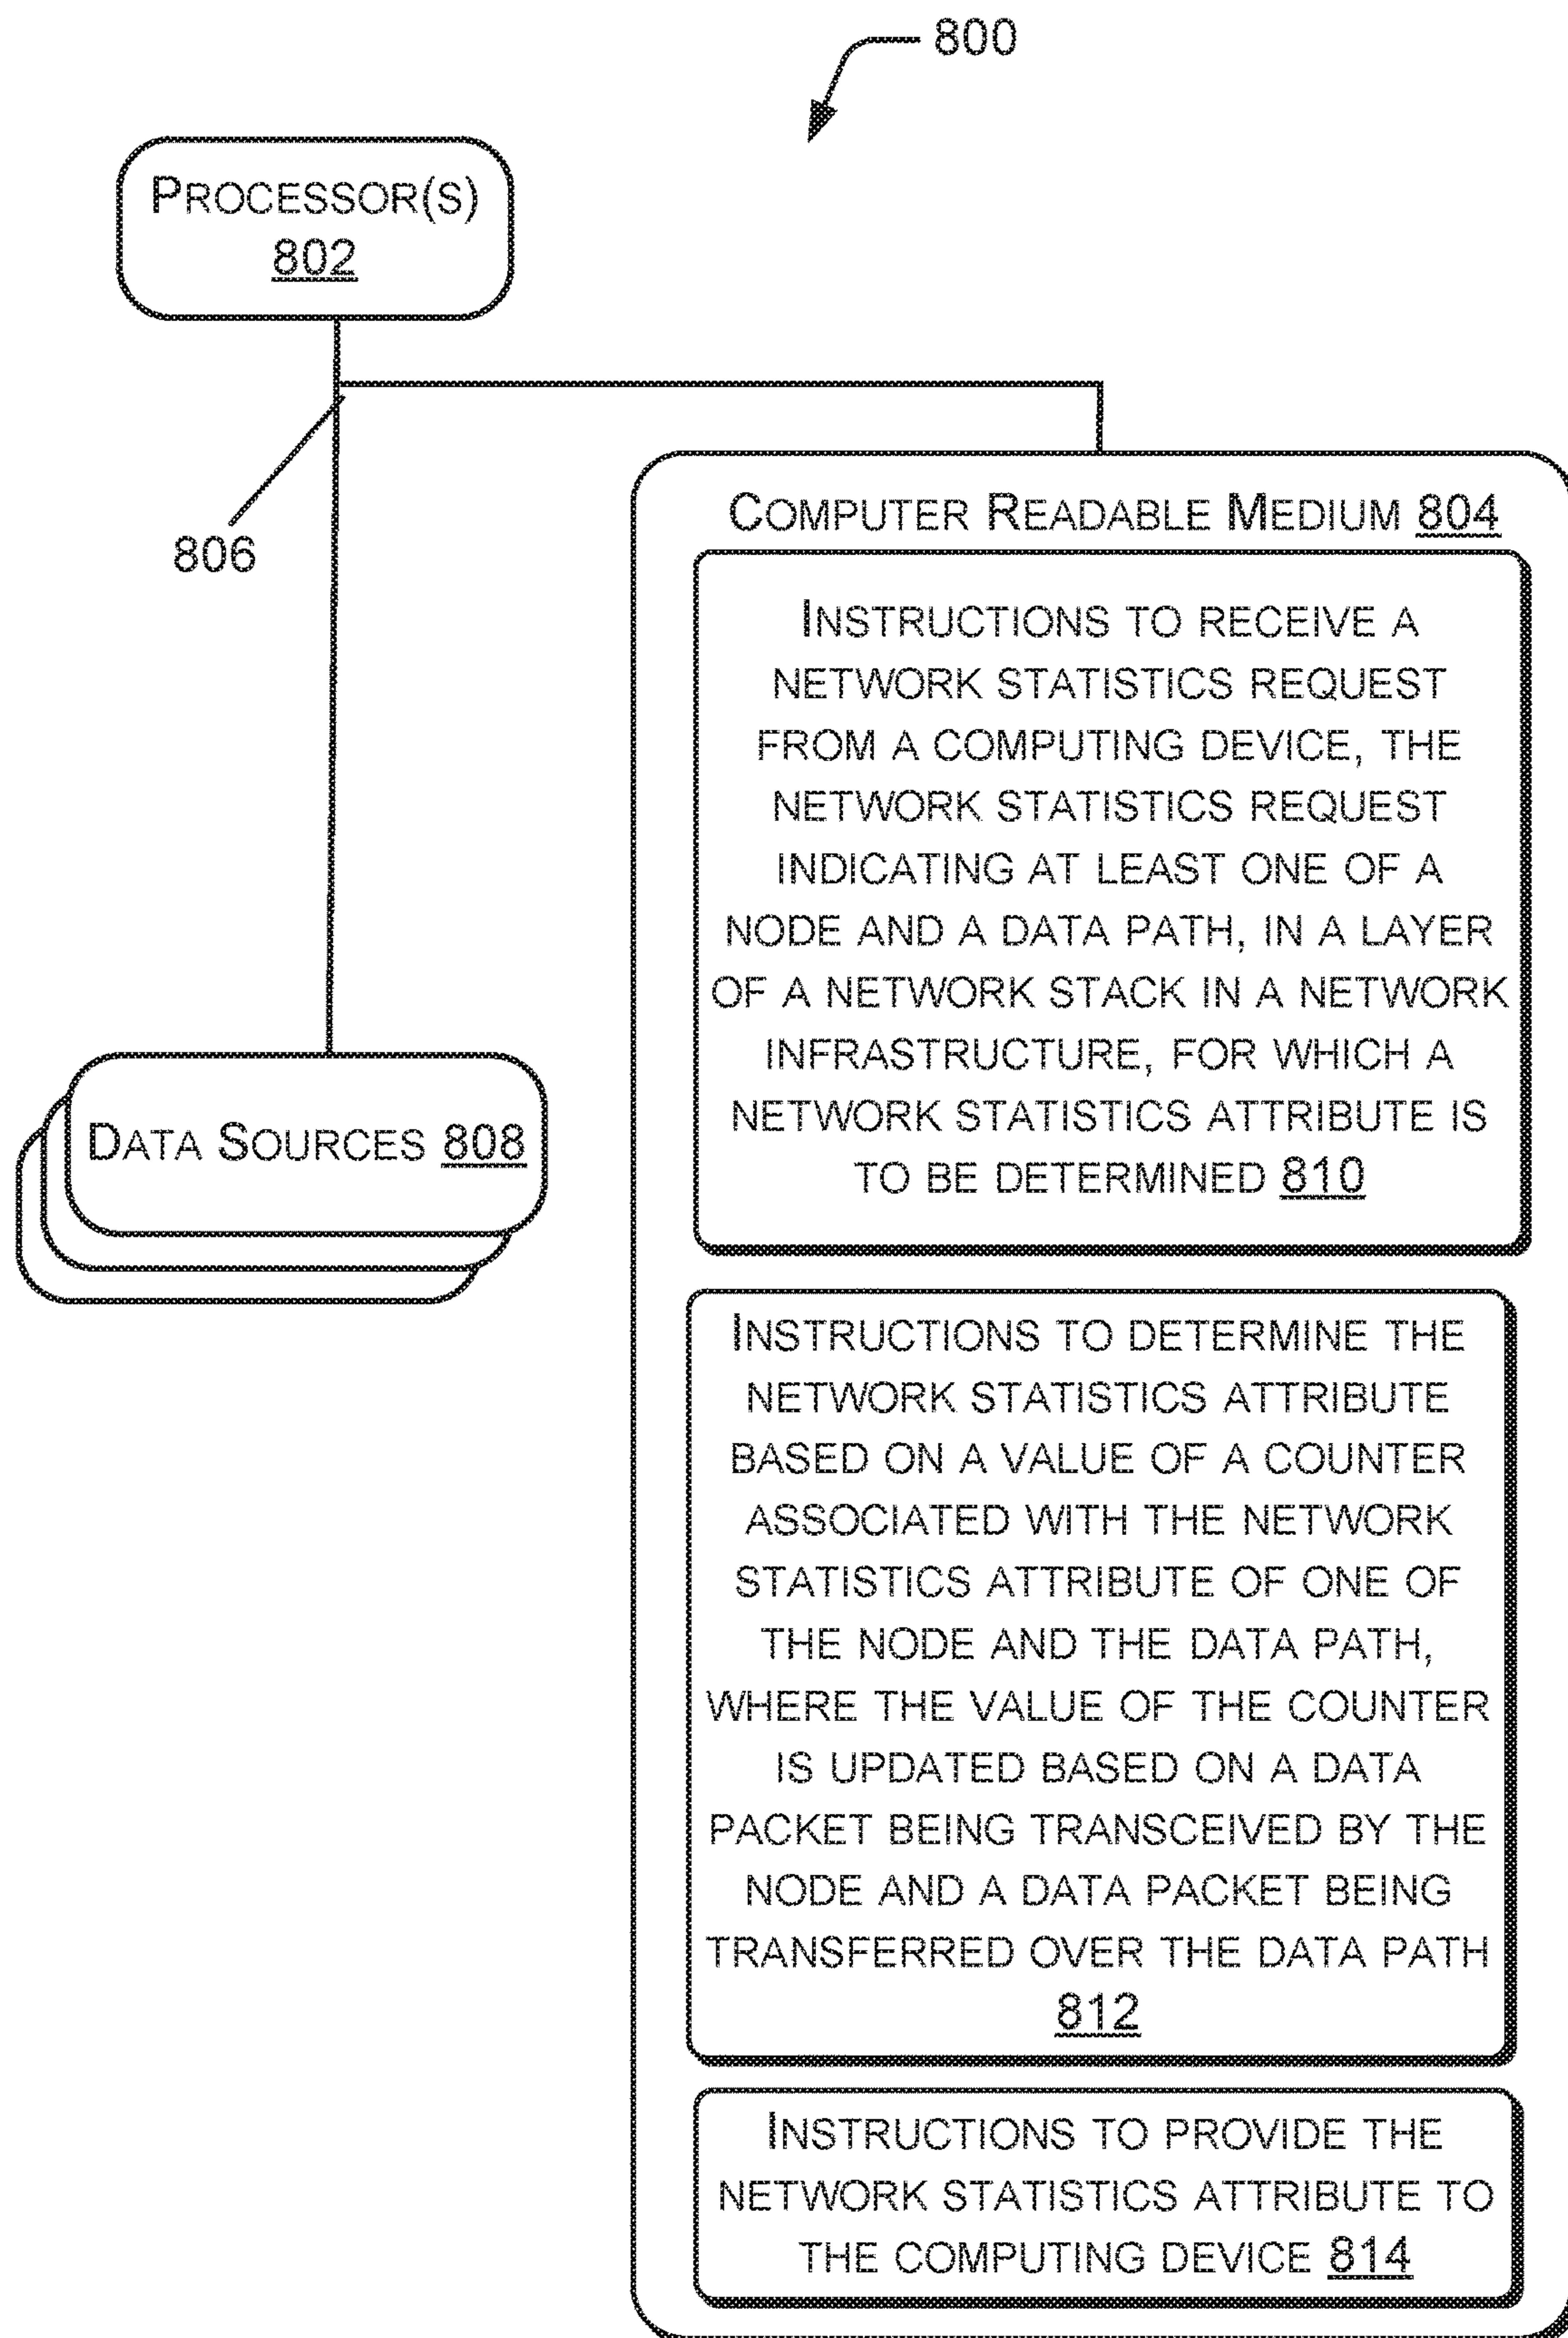 800
PROCESSOR(S)
802
806
COMPUTER READABLE MEDIUM 804
INSTRUCTIONS TO RECEIVE A
NETWORK STATISTICS REQUEST
FROM A COMPUTING DEVICE, THE
NETWORK STATISTICS REQUEST
INDICATING AT LEAST ONE OF A
NODE AND A DATA PATH, IN A LAYER
OF A NETWORK STACK IN A NETWORK
INFRASTRUCTURE, FOR WHICH A
NETWORK STATISTICS ATTRIBUTE IS
TO BE DETERMINED 810
DATA SOURCES 808
INSTRUCTIONS TO DETERMINE THE
NETWORK STATISTICS ATTRIBUTE
BASED ON A VALUE OF A COUNTER
ASSOCIATED WITH THE NETWORK
STATISTICS ATTRIBUTE OF ONE OF
THE NODE AND THE DATA PATH,
WHERE THE VALUE OF THE COUNTER
IS UPDATED BASED ON A DATA
PACKET BEING TRANSCEIVED BY THE
NODE AND A DATA PACKET BEING
TRANSFERRED OVER THE DATA PATH
812
INSTRUCTIONS TO PROVIDE THE
NETWORK STATISTICS ATTRIBUTE TO
THE COMPUTING DEVICE 814